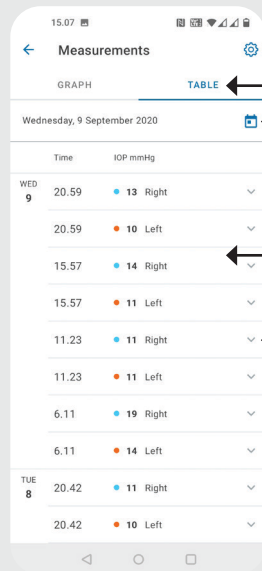 15.07
Measurements
GRAPH TABLE
Wednesday, 9 September 2020
Time IOP mmHg
WED
9
20.59 13 Right
20.59 10 Left
15.57 14 Right
15.57 11 Left
11.23 11 Right
11.23 11 Left
6.11 19 Right
6.11 14 Left
TUE
8
20.42 11 Right
20.42 10 Left